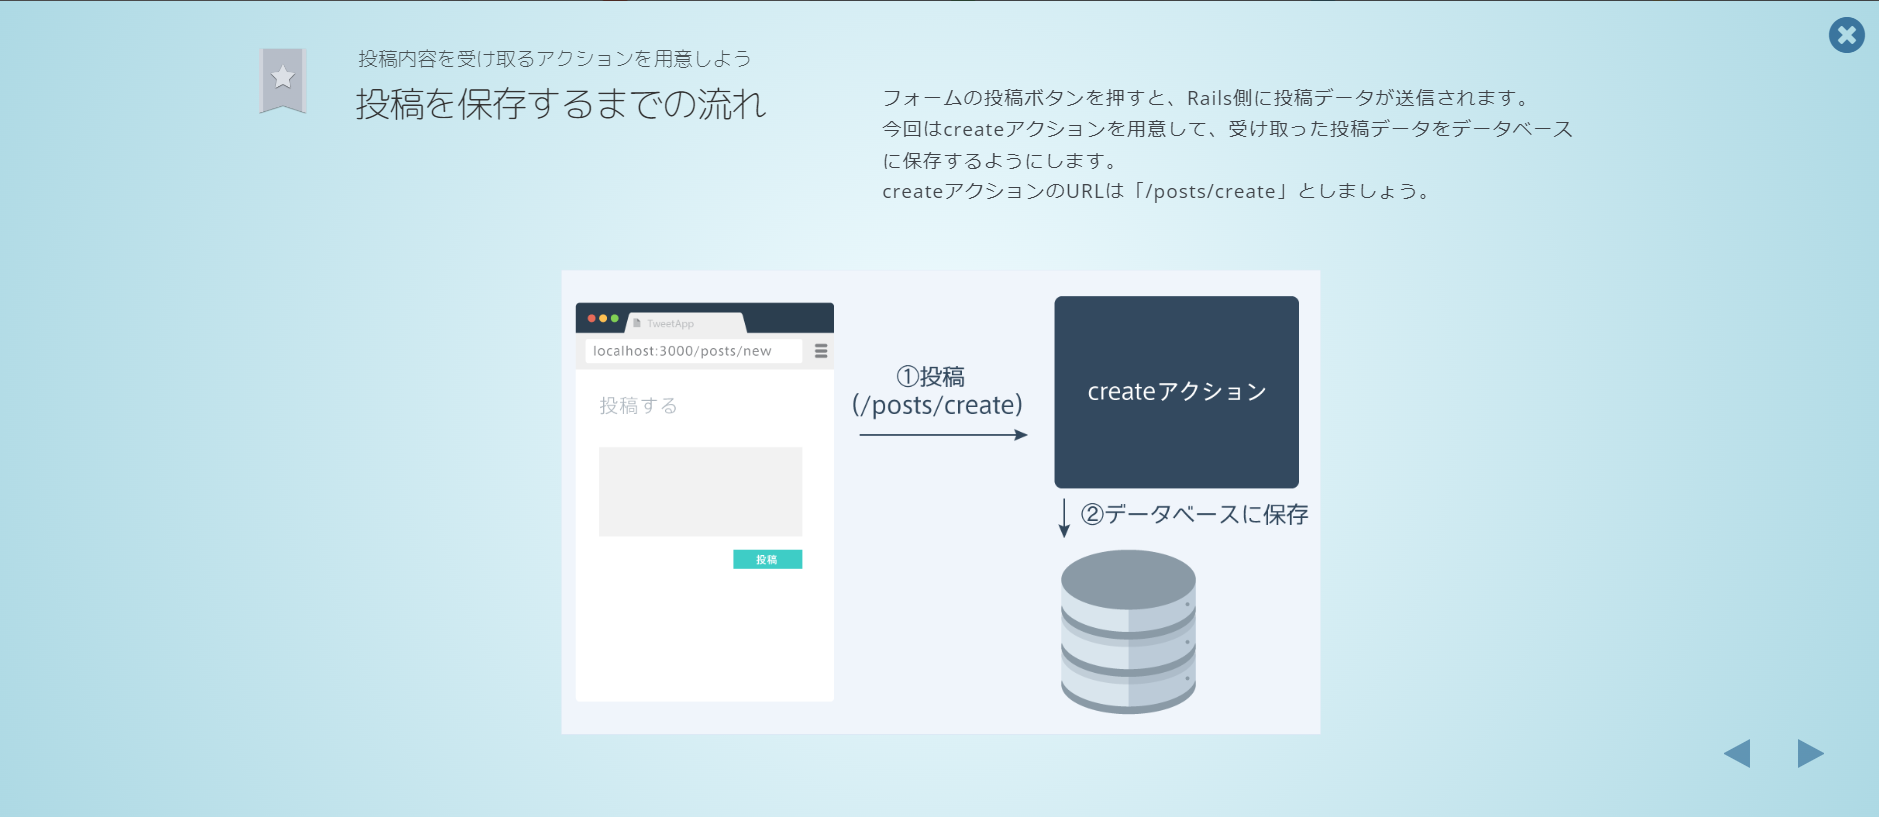 投稿内容を受け取るアクションを用意しよう
投稿を保存するまでの流れ
フォームの投稿ボタンを押すと、Rails側に投稿データが送信されます。
今回はcreateアクションを用意して、受け取った投稿データをデータベース
に保存するようにします。
createアクションのURLは「/posts/create」としましょう。
TweetApp
localhost:3000/posts/new
投稿する
投稿
①投稿
(/posts/create)
createアクション
②データベースに保存